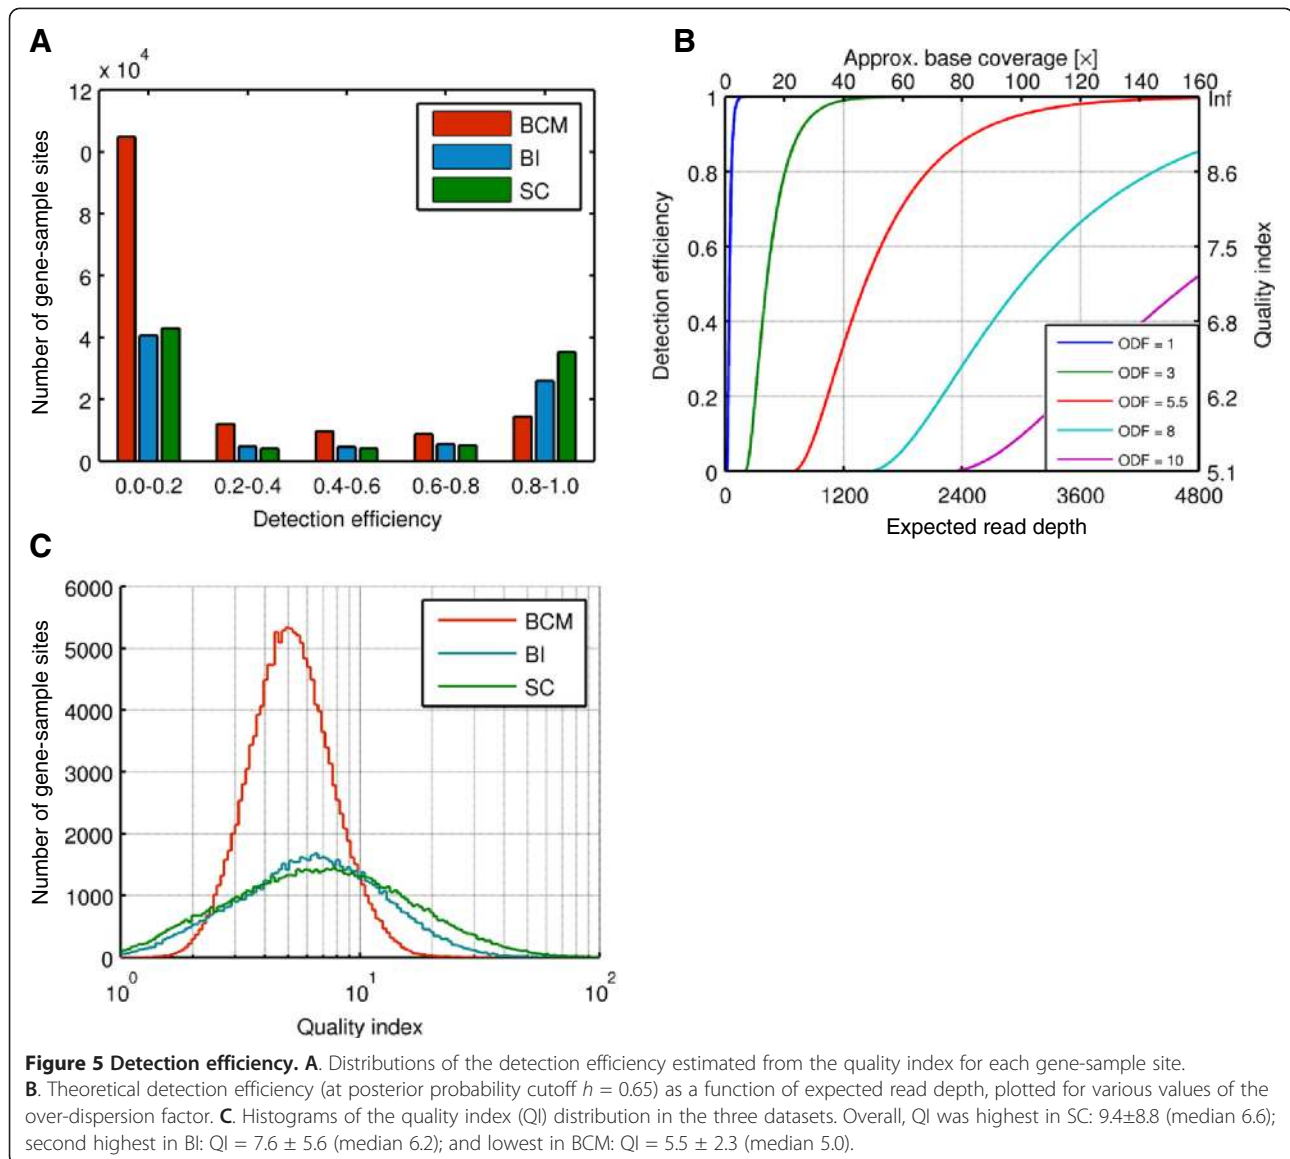 A
x 10^4
12
0
8
6
4
2
0
Number of gene-sample sites
BCM
BI
SC
0.0-0.2 0.2-0.4 0.4-0.6 0.6-0.8 0.8-1.0
Detection efficiency
B
Approx. base coverage [×]
0 20 40 60 80 100 120 140 160
1
0.8
0.6
0.4
0.2
0
Detection efficiency
Inf
8.6
7.5
6.8
6.2
5.1
Quality index
ODF = 1
ODF = 3
ODF = 5.5
ODF = 8
ODF = 10
0 1200 2400 3600 4800
Expected read depth
C
6000
5000
4000
3000
2000
1000
0
Number of gene-sample sites
BCM
BI
SC
10^0 10^1 10^2
Quality index
Figure 5 Detection efficiency. A. Distributions of the detection efficiency estimated from the quality index for each gene-sample site.
B. Theoretical detection efficiency (at posterior probability cutoff h = 0.65) as a function of expected read depth, plotted for various values of the
over-dispersion factor. C. Histograms of the quality index (QI) distribution in the three datasets. Overall, QI was highest in SC: 9.4±8.8 (median 6.6);
second highest in BI: QI = 7.6 ± 5.6 (median 6.2); and lowest in BCM: QI = 5.5 ± 2.3 (median 5.0).